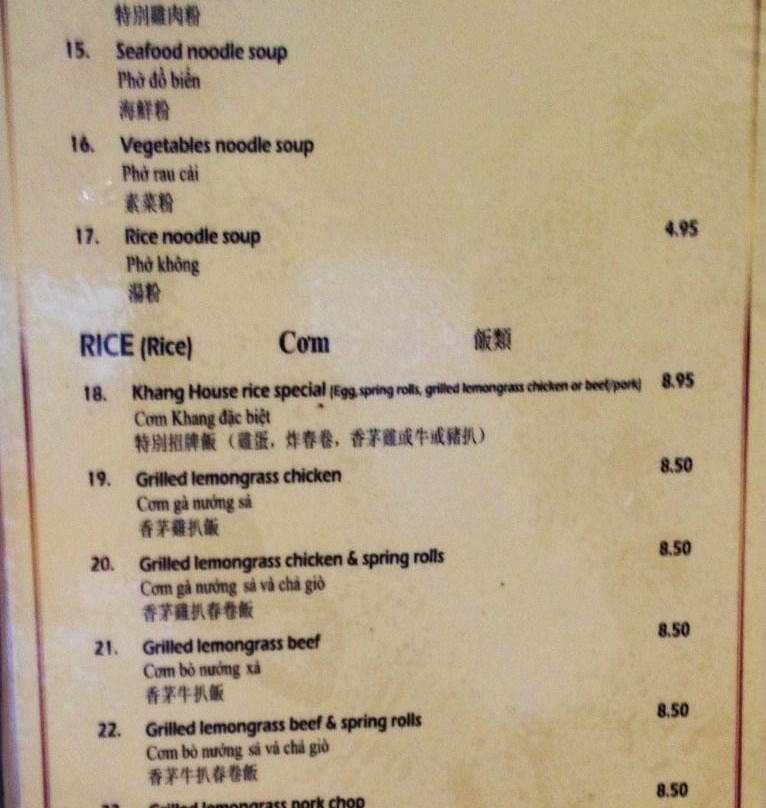 特別雞肉粉
15. Seafood noodle soup
Phở đồ biển
海鮮粉
16. Vegetables noodle soup
Phở rau cải
素菜粉
17. Rice noodle soup 4.95
Phở không
湯粉
RICE (Rice) Cơm 飯類
18. Khang House rice special (Egg, spring rolls, grilled lemongrass chicken or beef/pork) 8.95
Cơm Khang đặc biệt
特別招牌飯（雞蛋，炸春卷，香茅雞或牛或豬扒）
19. Grilled lemongrass chicken 8.50
Cơm gà nướng sả
香茅雞扒飯
20. Grilled lemongrass chicken & spring rolls 8.50
Cơm gà nướng sả và chả giò
香茅雞扒春卷飯
21. Grilled lemongrass beef 8.50
Cơm bò nướng xả
香茅牛扒飯
22. Grilled lemongrass beef & spring rolls 8.50
Cơm bò nướng sả và chả giò
香茅牛扒春卷飯
23. Grilled lemongrass pork chop 8.50